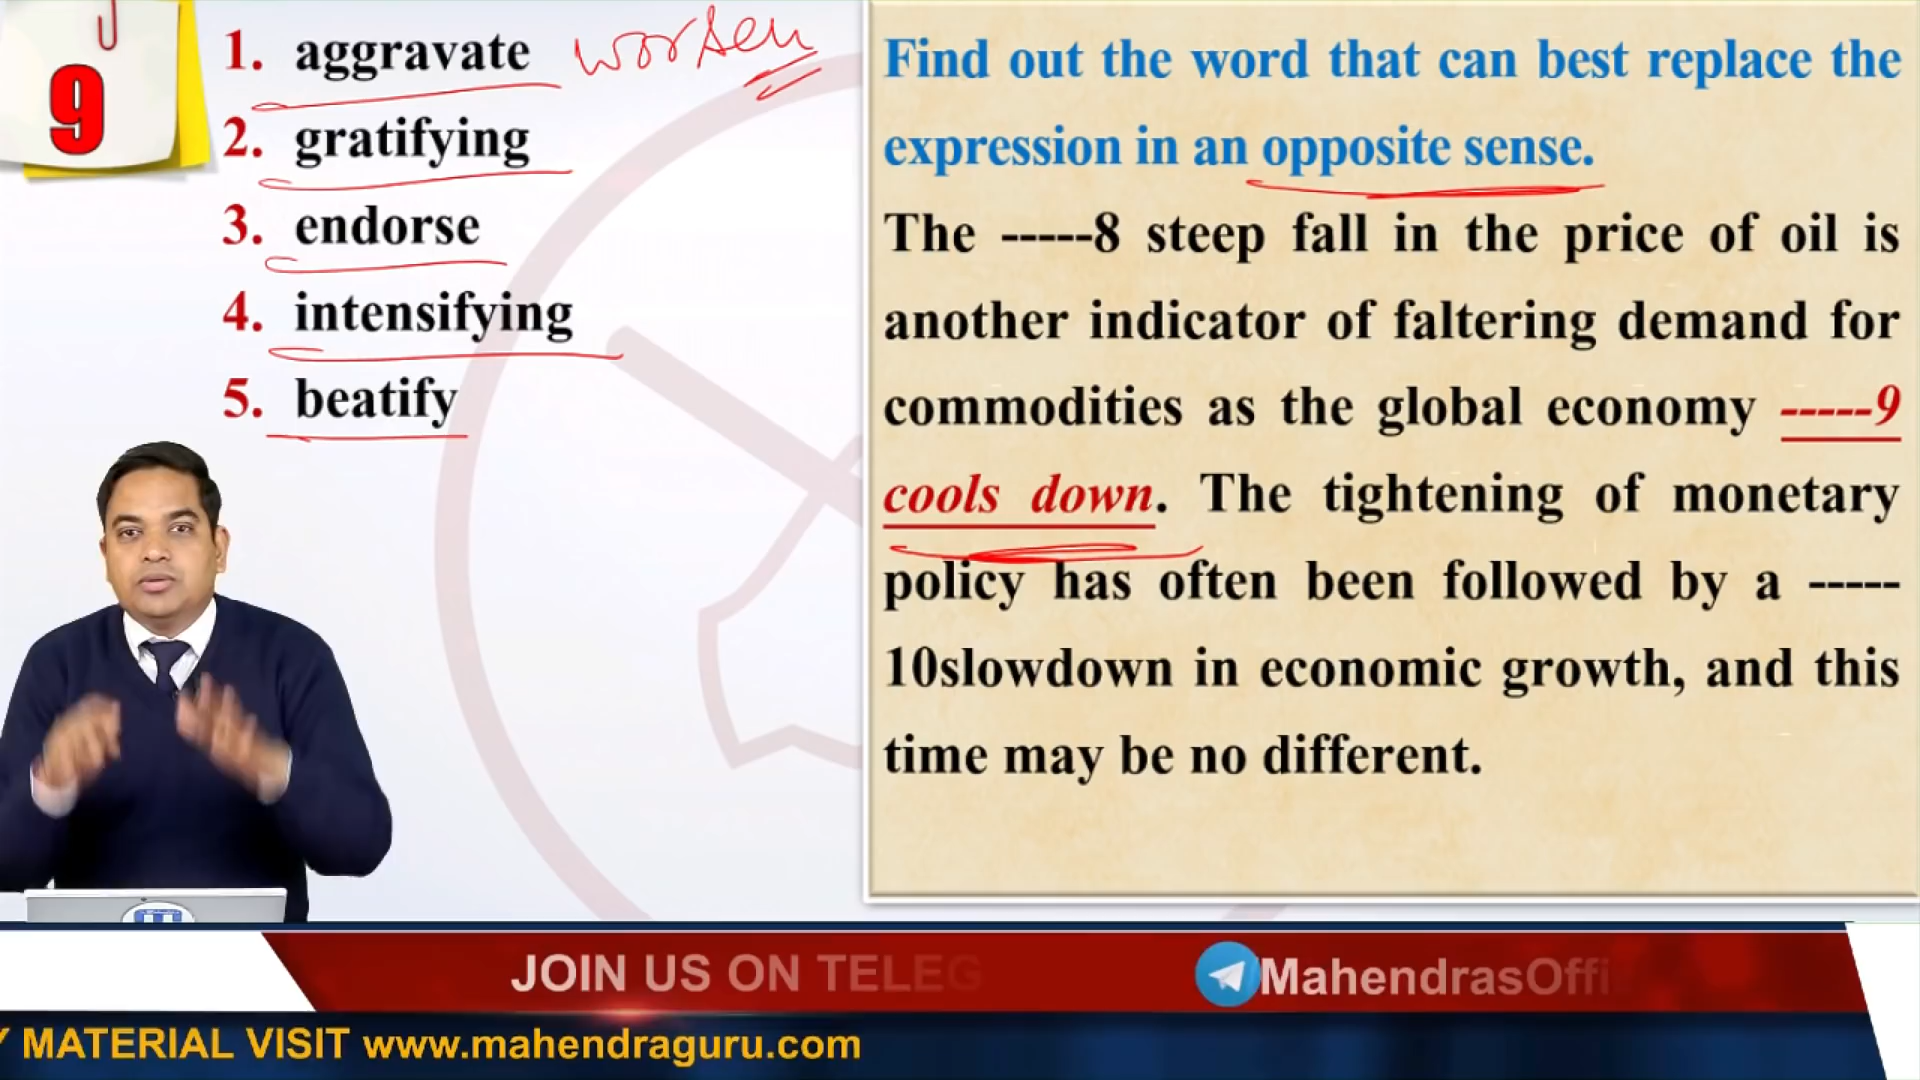 9
1. aggravate worsen
2. gratifying
3. endorse
4. intensifying
5. beatify
Find out the word that can best replace the
expression in an opposite sense.
The -----8 steep fall in the price of oil is
another indicator of faltering demand for
commodities as the global economy -----9
cools down. The tightening of monetary
policy has often been followed by a -----
10slowdown in economic growth, and this
time may be no different.
JOIN US ON TELEG
MahendrasOffi
Y MATERIAL VISIT www.mahendraguru.com